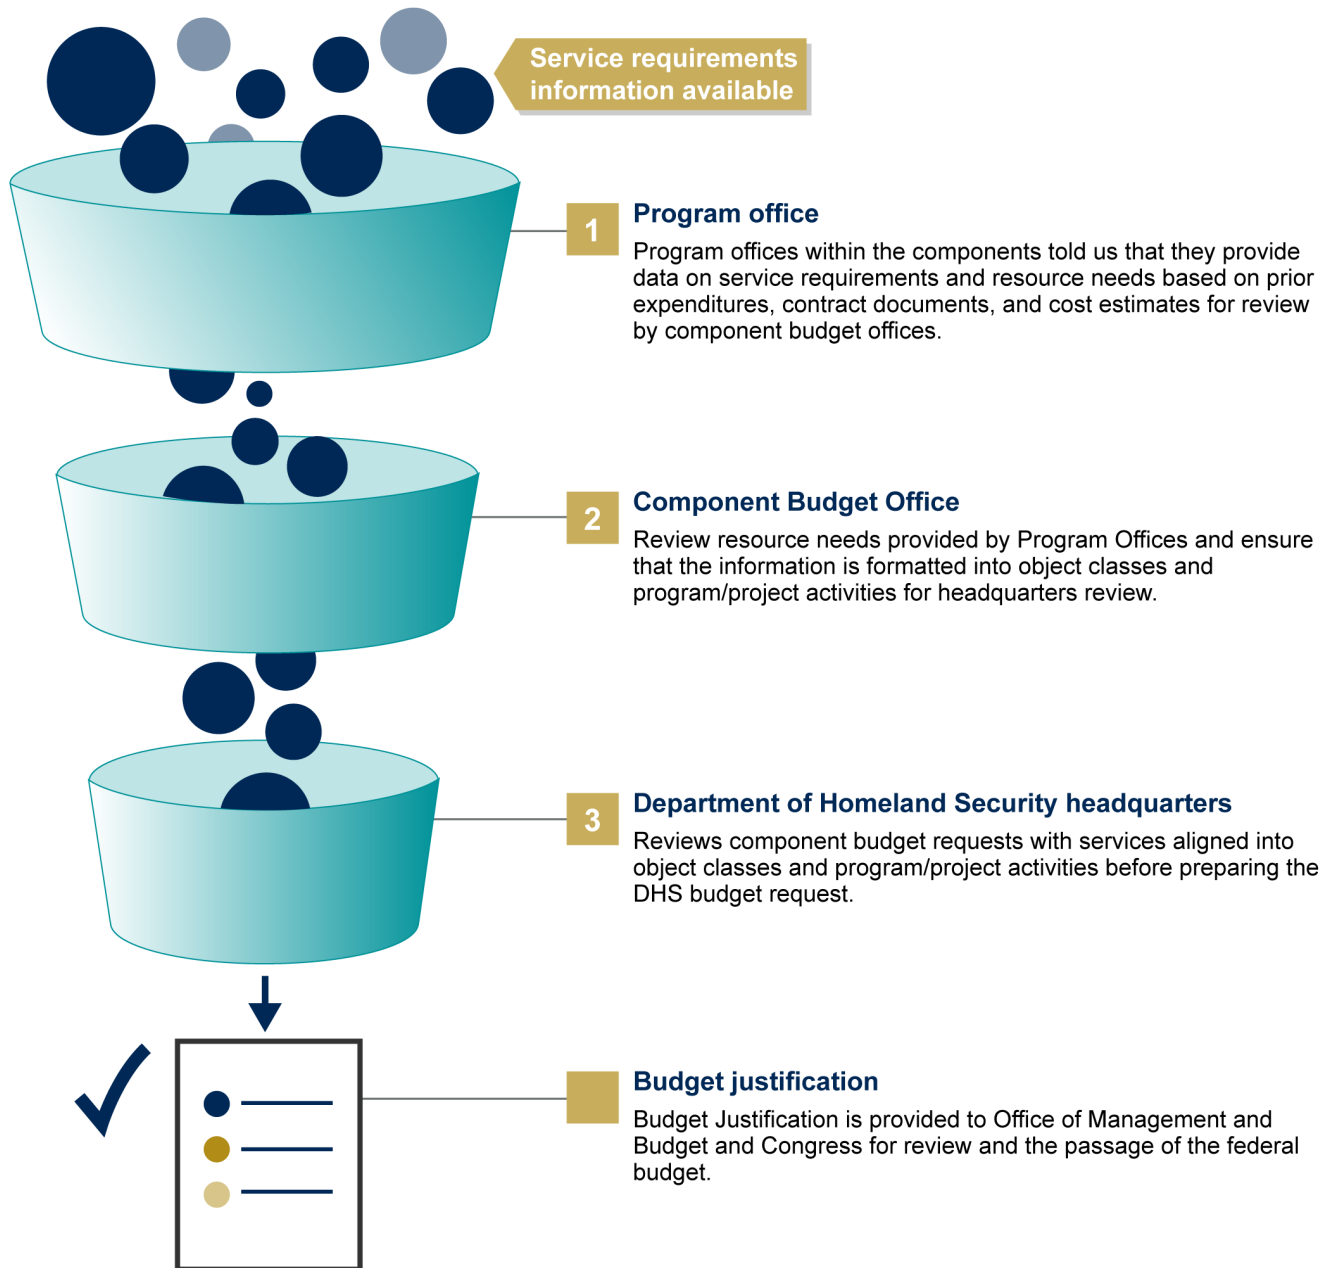 Service requirements
information available
1
Program office
Program offices within the components told us that they provide
data on service requirements and resource needs based on prior
expenditures, contract documents, and cost estimates for review
by component budget offices.
2
Component Budget Office
Review resource needs provided by Program Offices and ensure
that the information is formatted into object classes and
program/project activities for headquarters review.
3
Department of Homeland Security headquarters
Reviews component budget requests with services aligned into
object classes and program/project activities before preparing the
DHS budget request.
Budget justification
Budget Justification is provided to Office of Management and
Budget and Congress for review and the passage of the federal
budget.